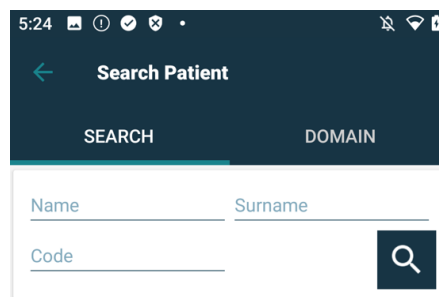 5:24
Search Patient
SEARCH DOMAIN
Name Surname
Code